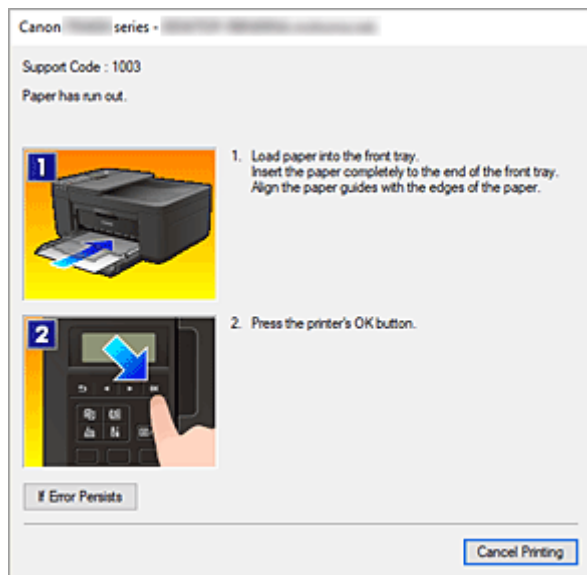 Canon series -
Support Code : 1003
Paper has run out.
1
1. Load paper into the front tray.
Insert the paper completely to the end of the front tray.
Align the paper guides with the edges of the paper.
2
2. Press the printer's OK button.
If Error Persists
Cancel Printing